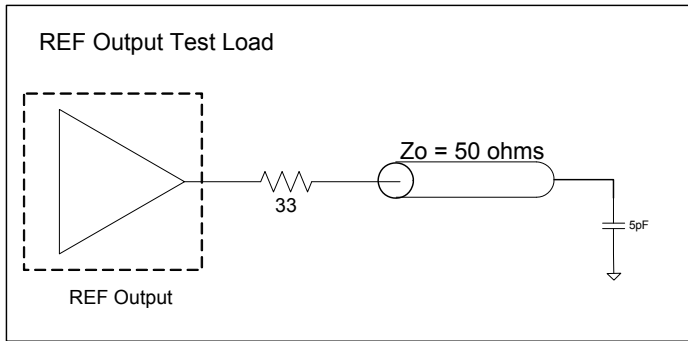 REF Output Test Load
Zo = 50 ohms
33
5pF
REF Output